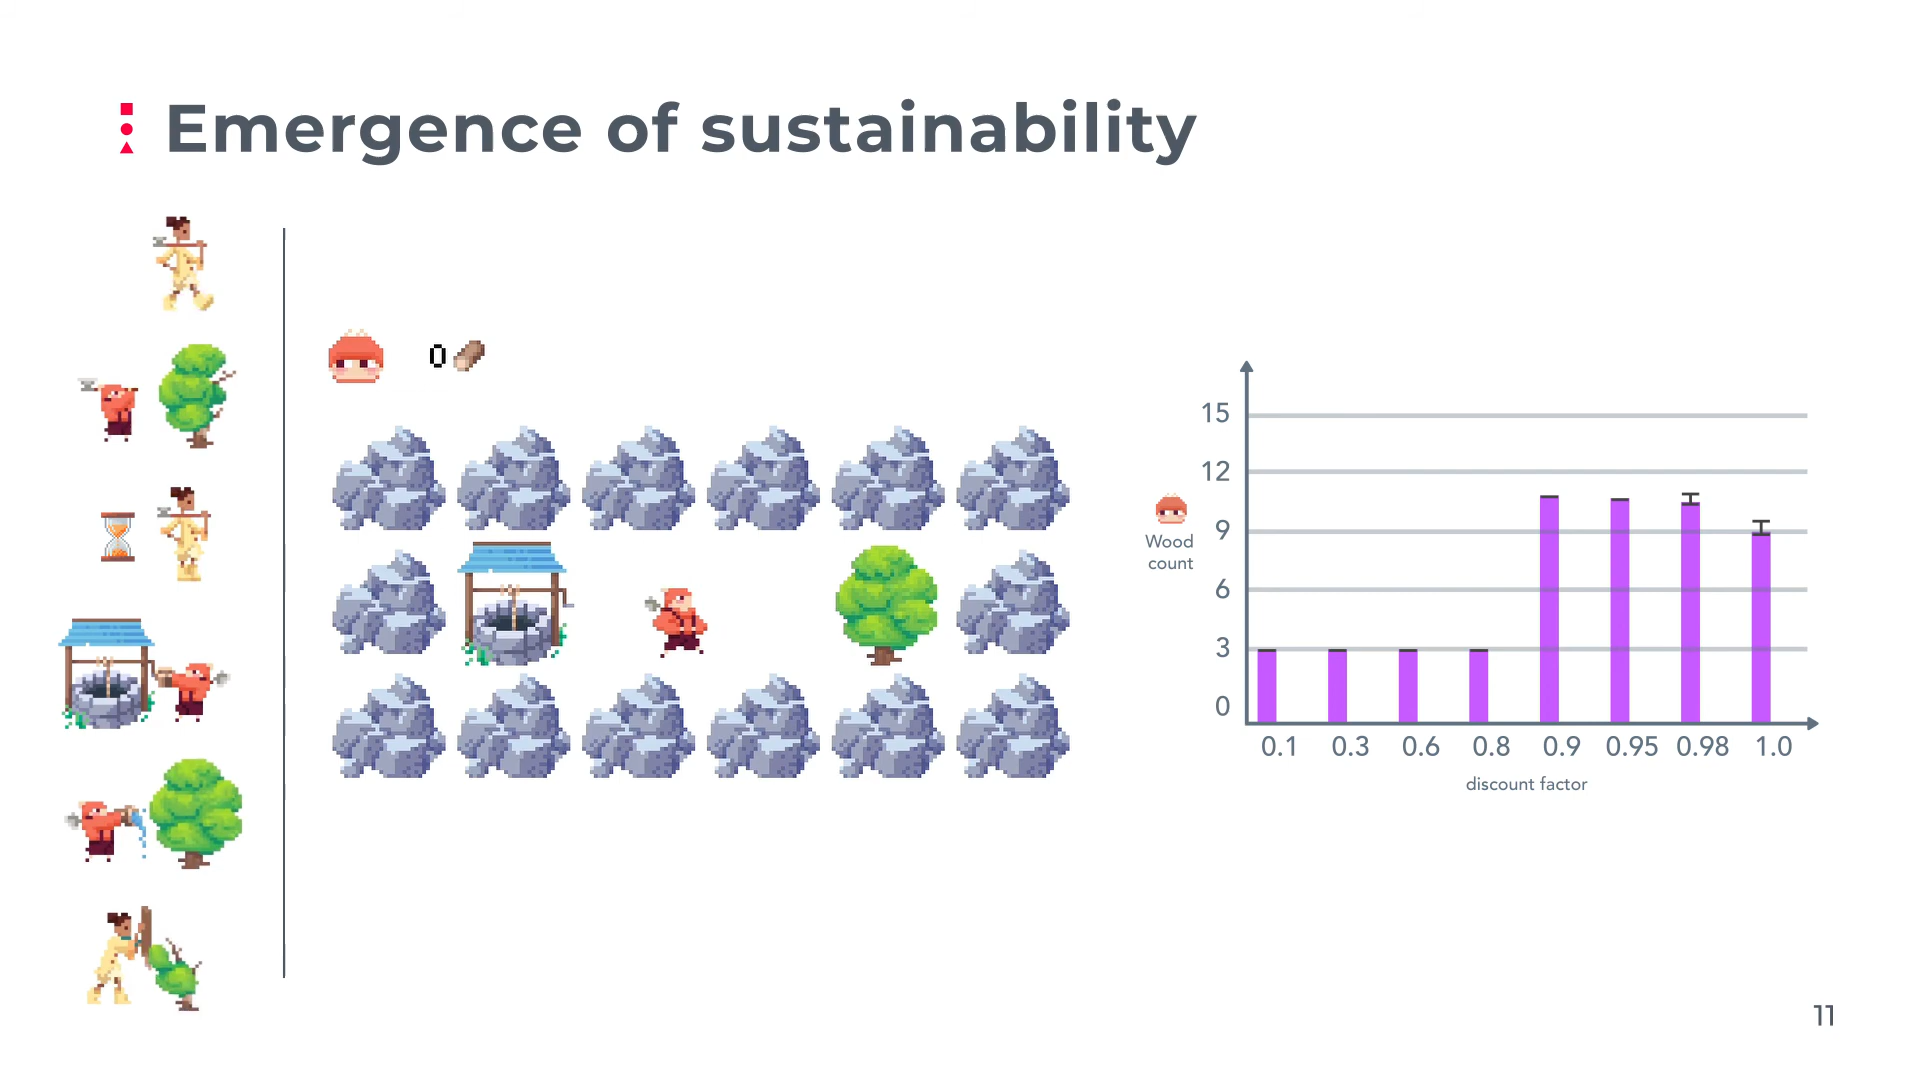 Emergence of sustainability
0
15
12
9
6
3
0
Wood
count
0.1 0.3 0.6 0.8 0.9 0.95 0.98 1.0
discount factor
11